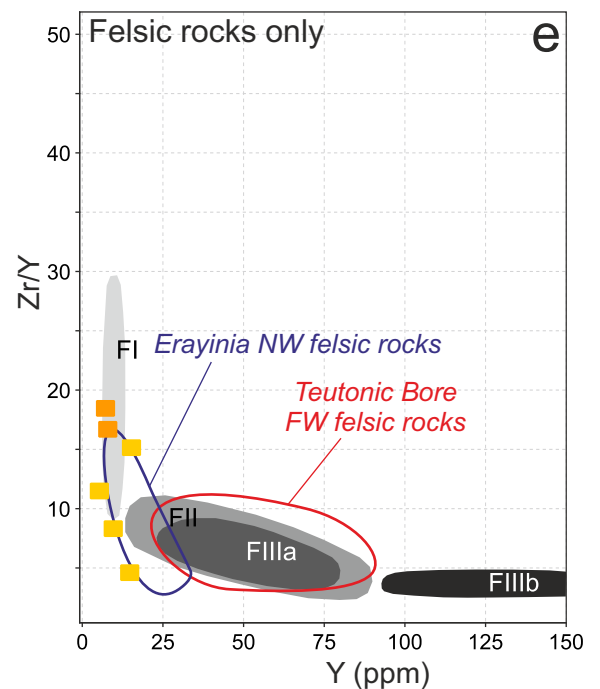 Felsic rocks only
e
50
40
30
20
10
Zr/Y
FI
Erayinia NW felsic rocks
Teutonic Bore
FW felsic rocks
FII
FIIIa
FIIIb
0 25 50 75 100 125 150
Y (ppm)